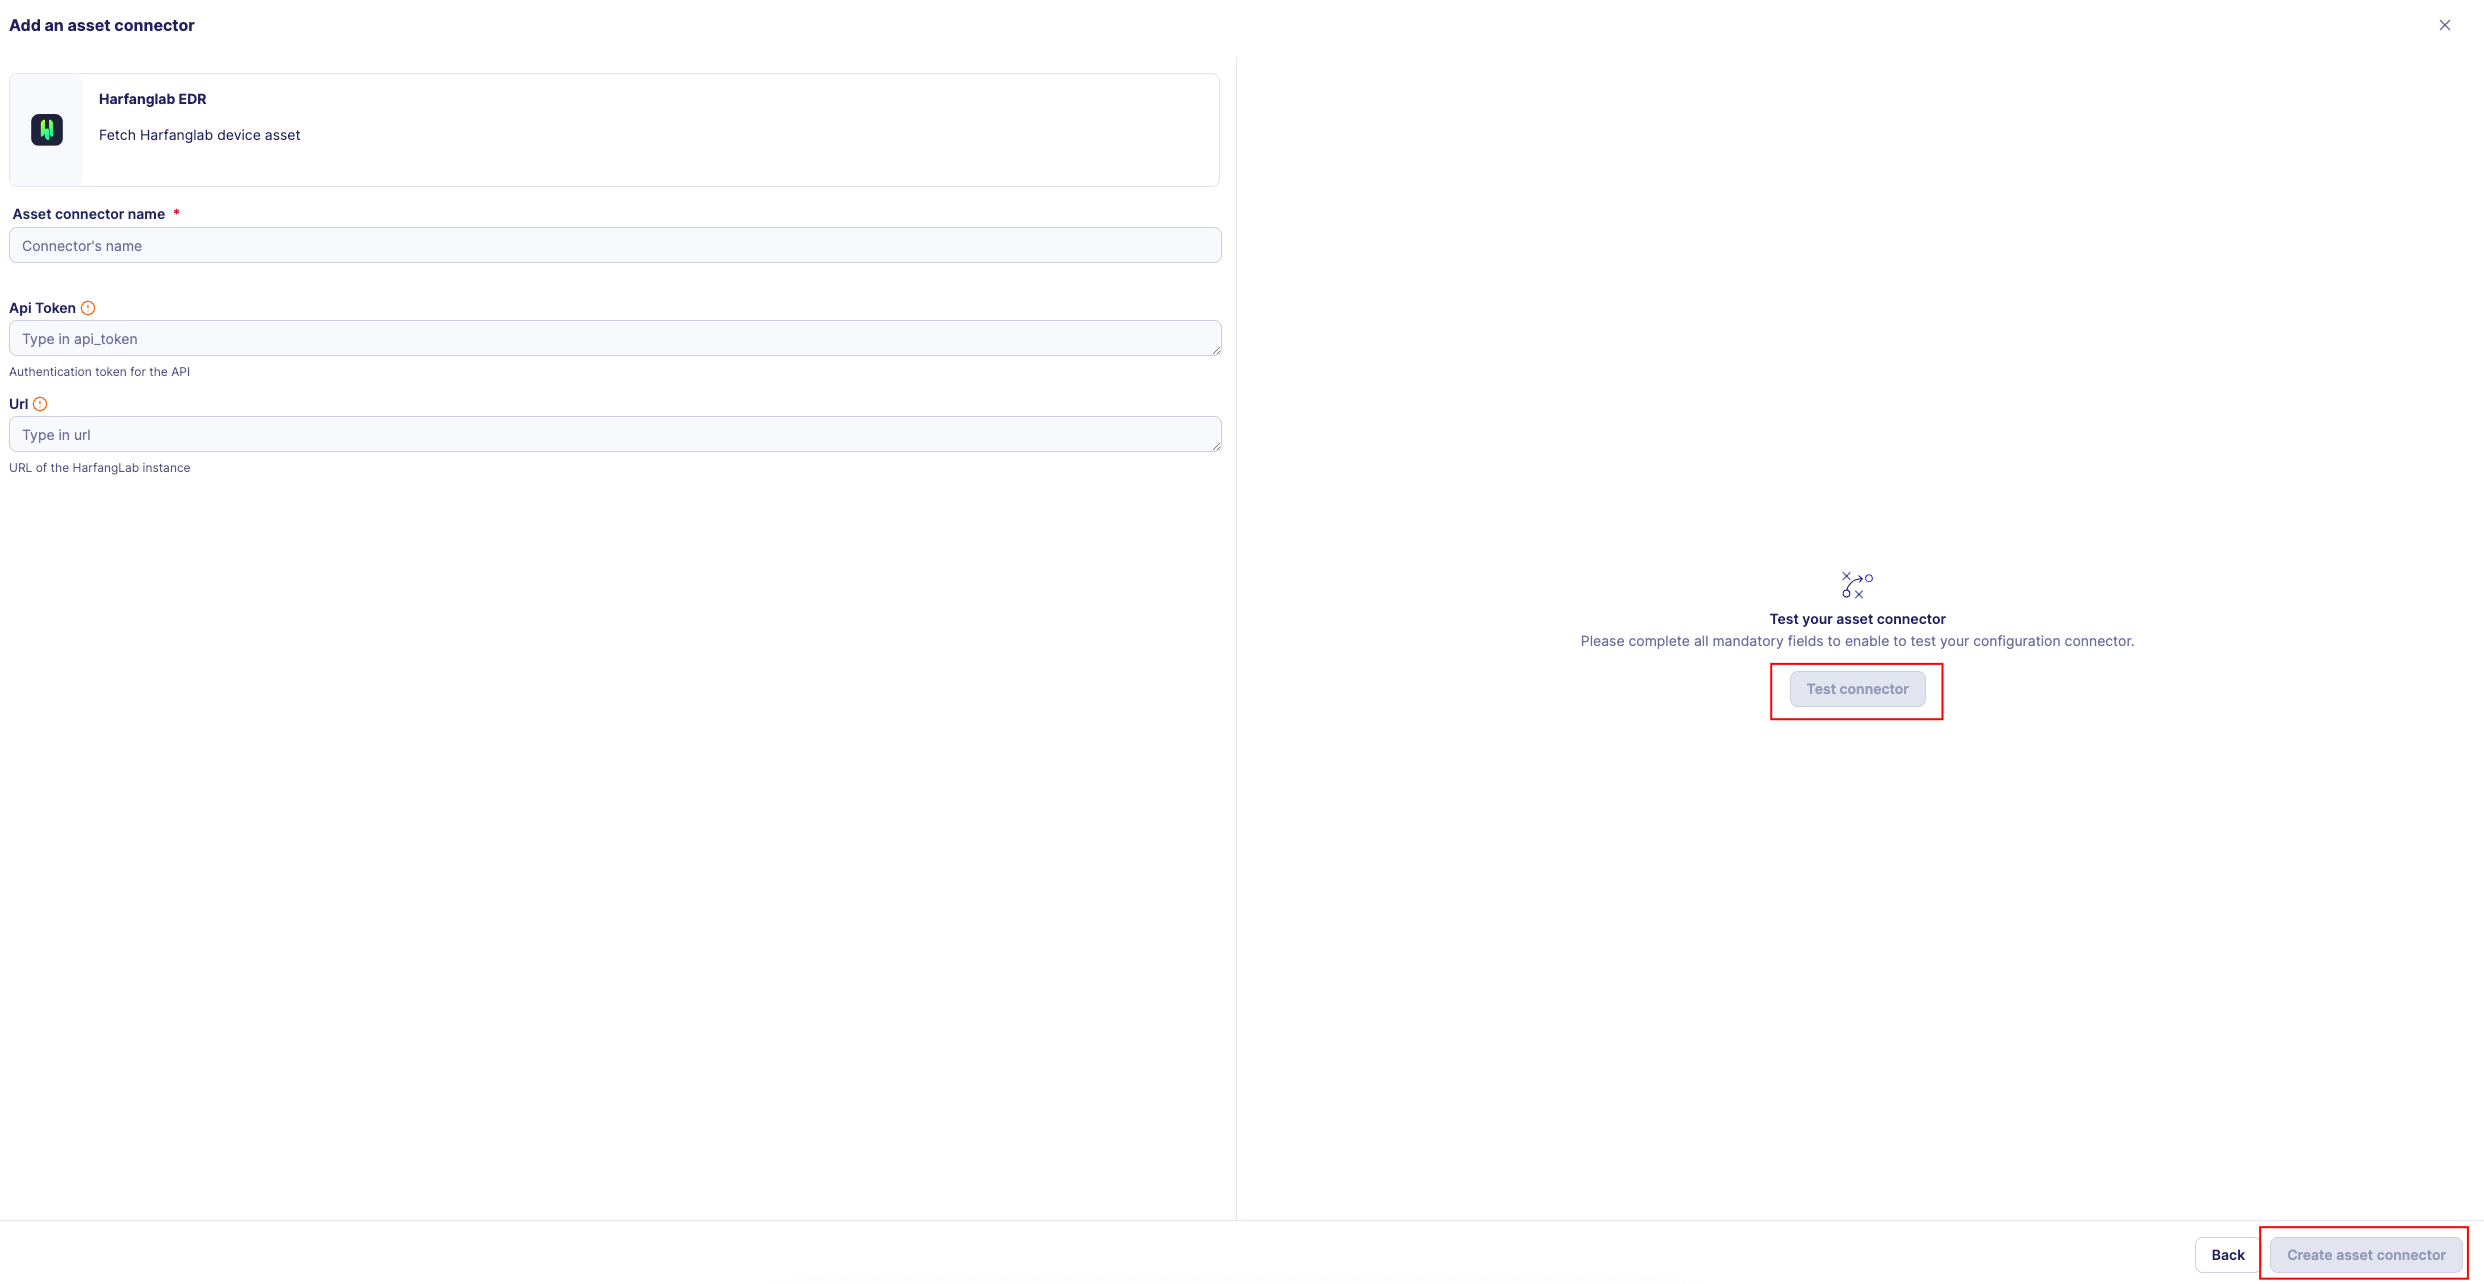 Add an asset connector
Harfanglab EDR
Fetch Harfanglab device asset
Asset connector name *
Connector's name
Api Token
Type in api_token
Authentication token for the API
Url
Type in url
URL of the HarfangLab instance
Test your asset connector
Please complete all mandatory fields to enable to test your configuration connector.
Test connector
Back
Create asset connector